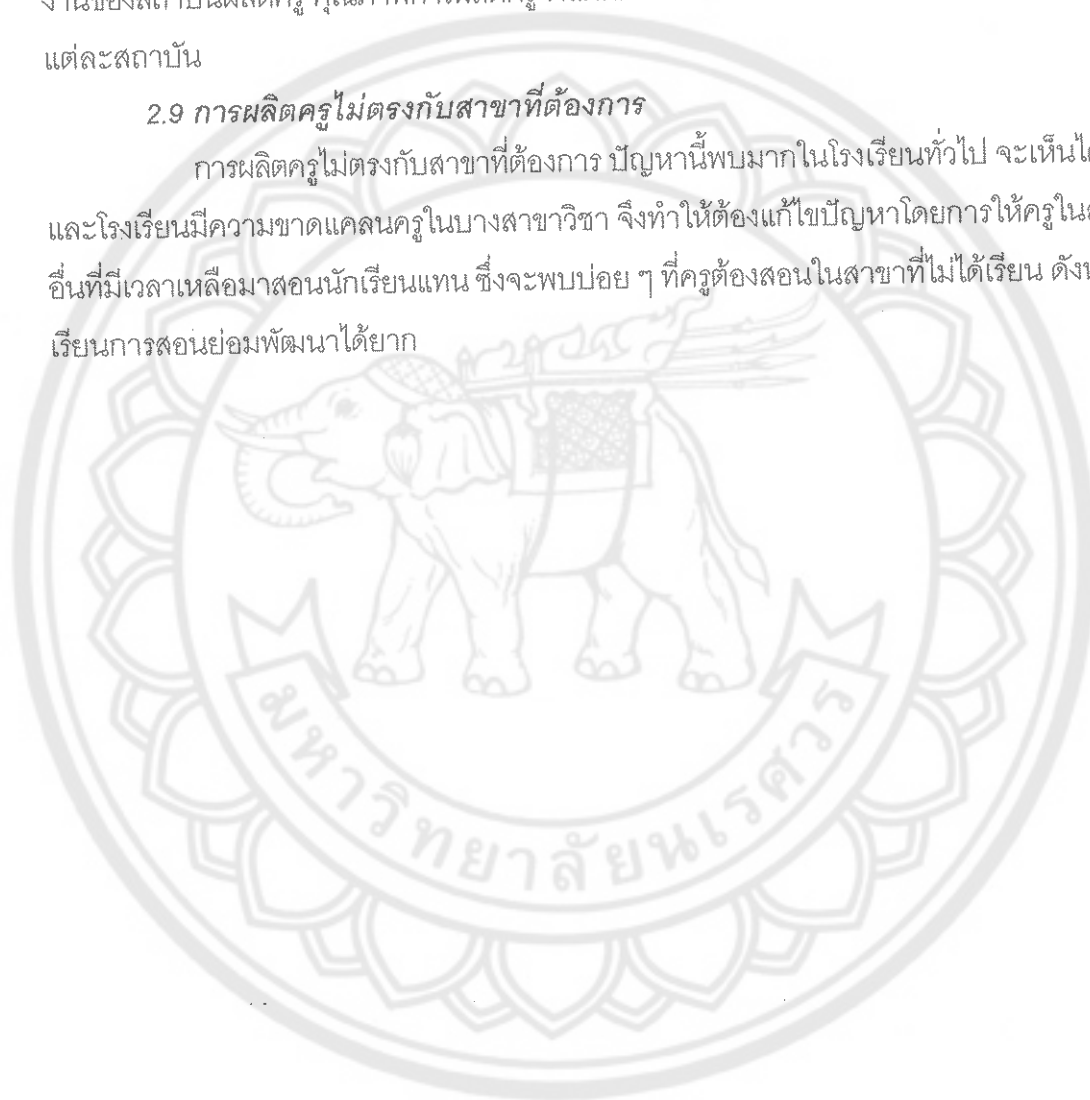 แต่ละสถาบัน
2.9 การผลิตครูไม่ตรงกับสาขาที่ต้องการ
การผลิตครูไม่ตรงกับสาขาที่ต้องการ ปัญหานี้พบมากในโรงเรียนทั่วไป จะเห็นได้
และโรงเรียนมีความขาดแคลนครูในบางสาขาวิชา จึงทำให้ต้องแก้ไขปัญหาโดยการให้ครูใน
อื่นที่มีเวลาเหลือมาสอนนักเรียนแทน ซึ่งจะพบบ่อย ๆ ที่ครูต้องสอนในสาขาที่ไม่ได้เรียน
เรียนการสอนย่อมพัฒนาได้ยาก
มหาวิทยาลัยนเรศวร